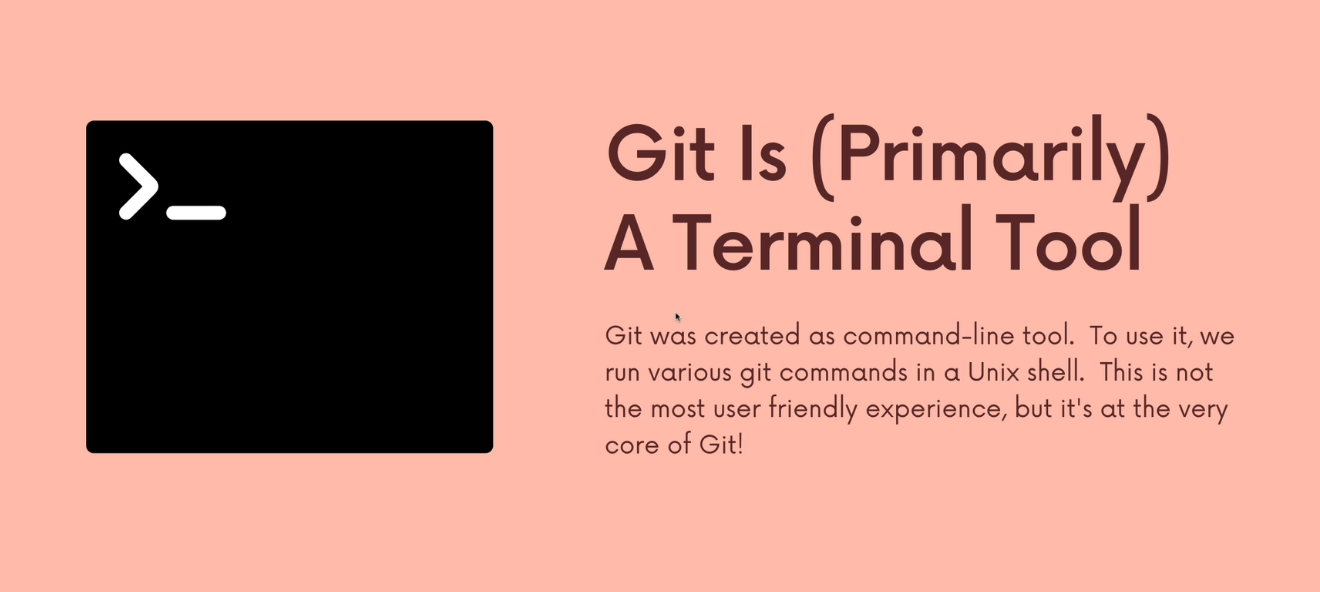 Git Is (Primarily)
A Terminal Tool
Git was created as command-line tool.  To use it, we
run various git commands in a Unix shell.  This is not
the most user friendly experience, but it's at the very
core of Git!